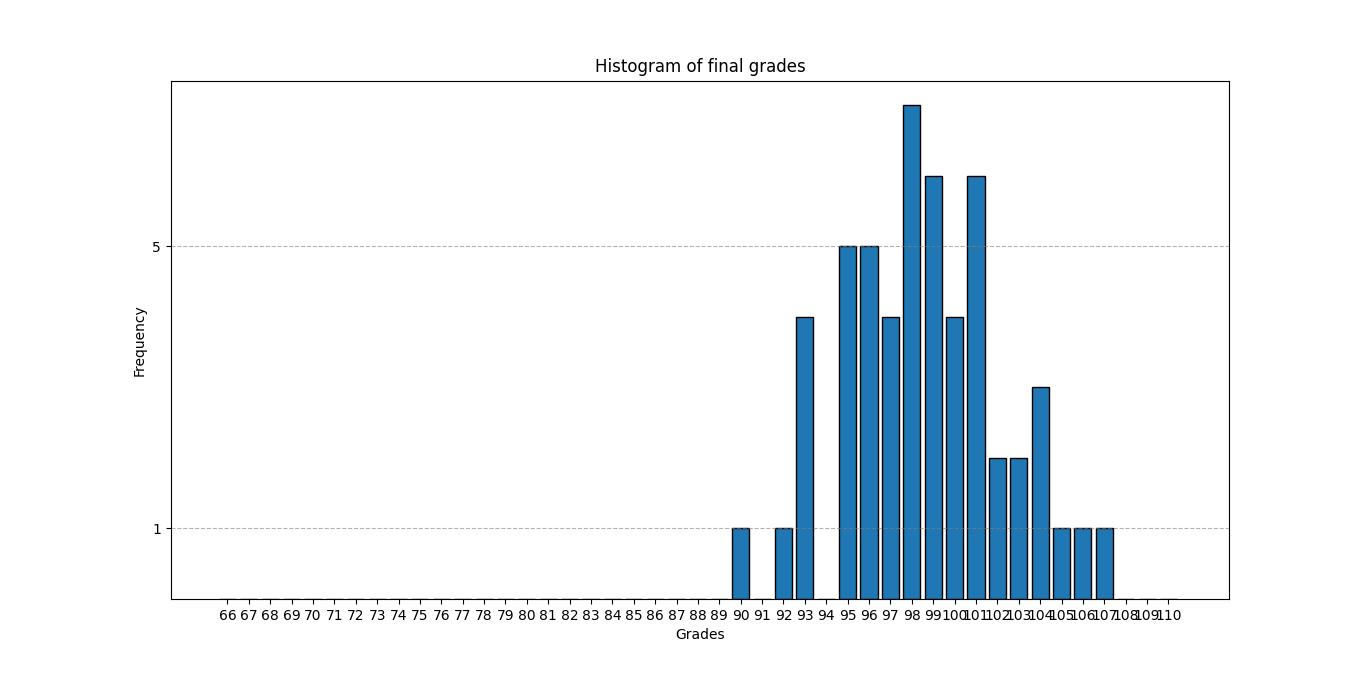 Histogram of final grades
Frequency
5
1
66 67 68 69 70 71 72 73 74 75 76 77 78 79 80 81 82 83 84 85 86 87 88 89 90 91 92 93 94 95 96 97 98 99 100 101 102 103 104 105 106 107 108 109 110
Grades